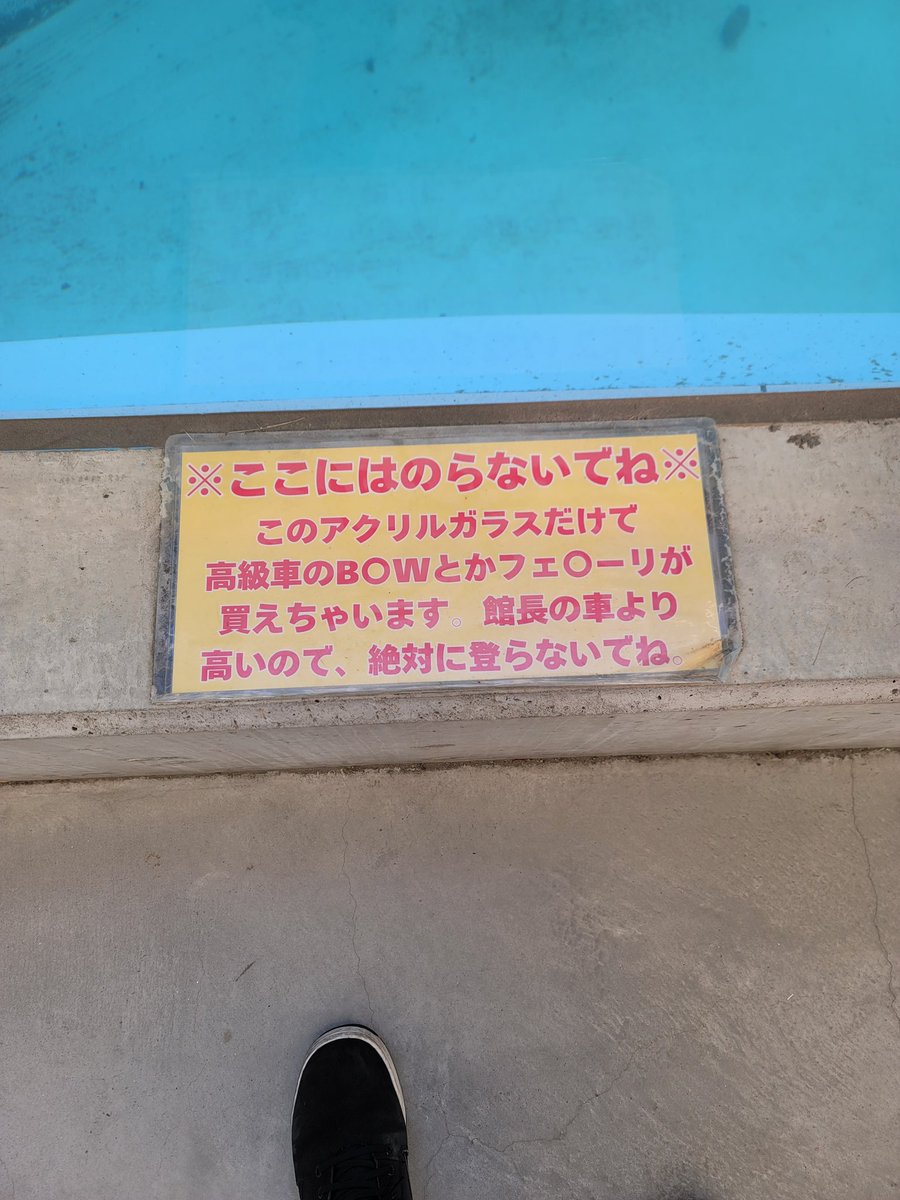 ※ここにはのらないでね※
このアクリルガラスだけで
高級車のB〇Wとかフェ〇ーリが
買えちゃいます。館長の車より
高いので、絶対に登らないでね。